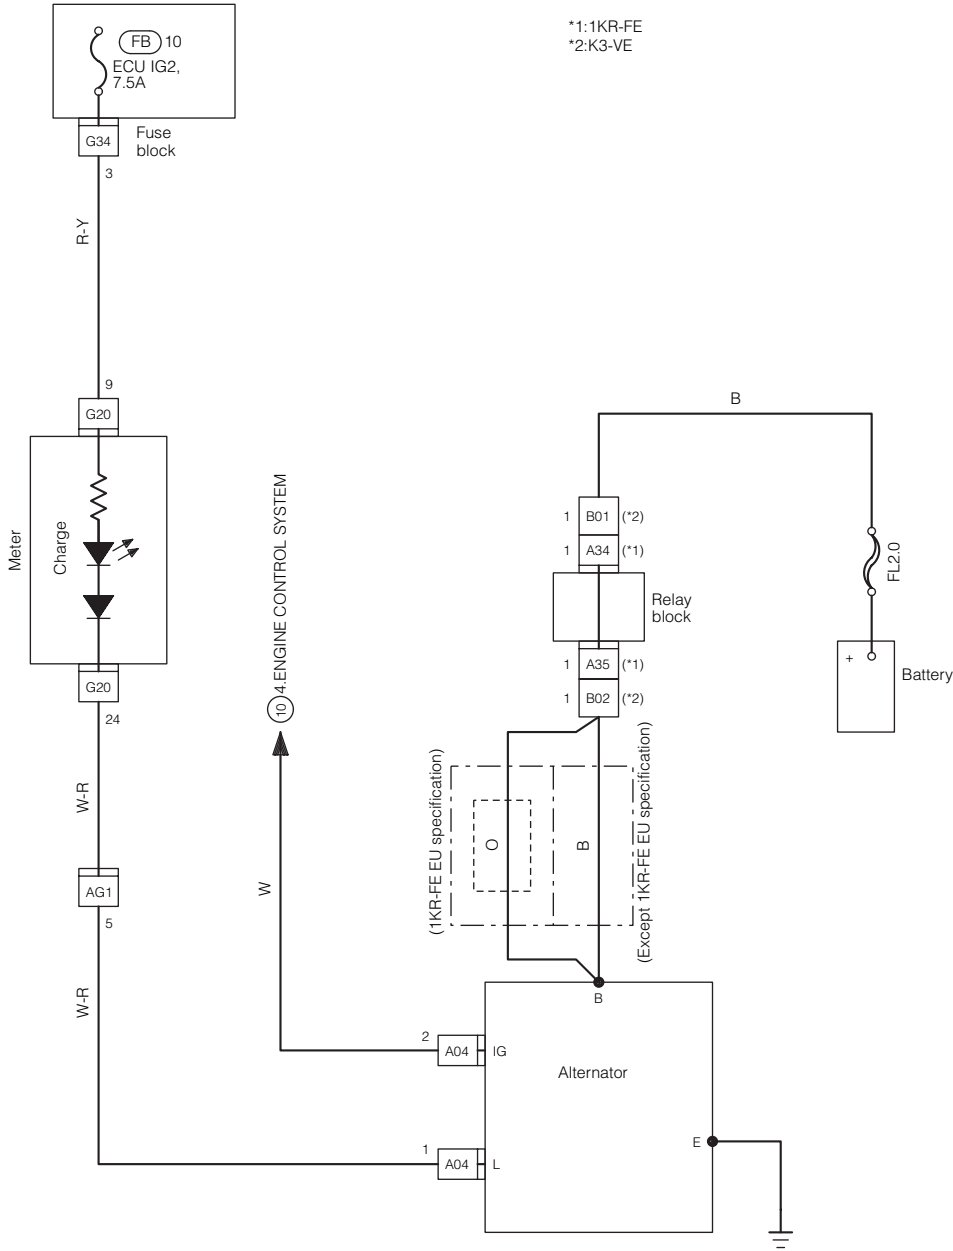 *1:1KR-FE
*2:K3-VE
FB 10
ECU IG2,
7.5A
G34
Fuse
block
3
R-Y
9
G20
Meter
Charge
G20
24
W-R
AG1
5
W-R
10 4.ENGINE CONTROL SYSTEM
W
B
1 B01 (*2)
1 A34 (*1)
Relay
block
1 A35 (*1)
1 B02 (*2)
FL2.0
+
Battery
(1KR-FE EU specification)
O
B
(Except 1KR-FE EU specification)
B
2
A04 IG
Alternator
E
1
A04 L